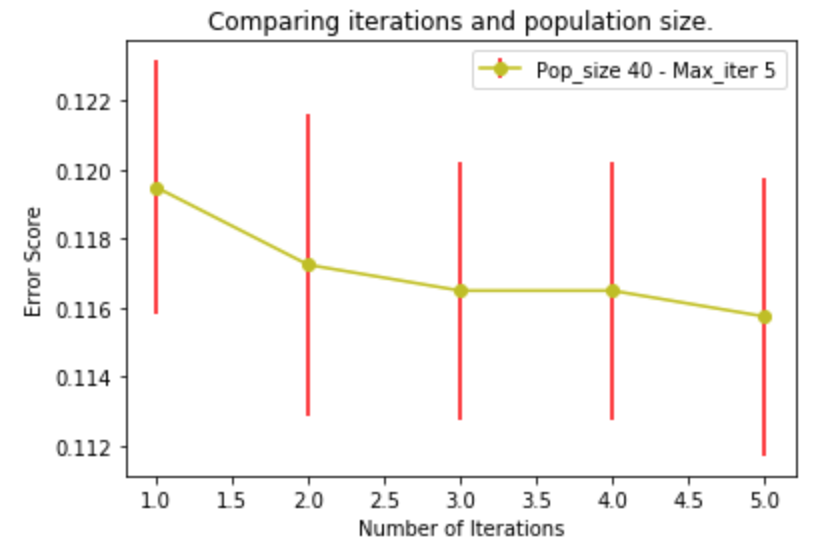 Comparing iterations and population size.
Pop_size 40 - Max_iter 5
Error Score
0.122
0.120
0.118
0.116
0.114
0.112
1.0 1.5 2.0 2.5 3.0 3.5 4.0 4.5 5.0
Number of Iterations